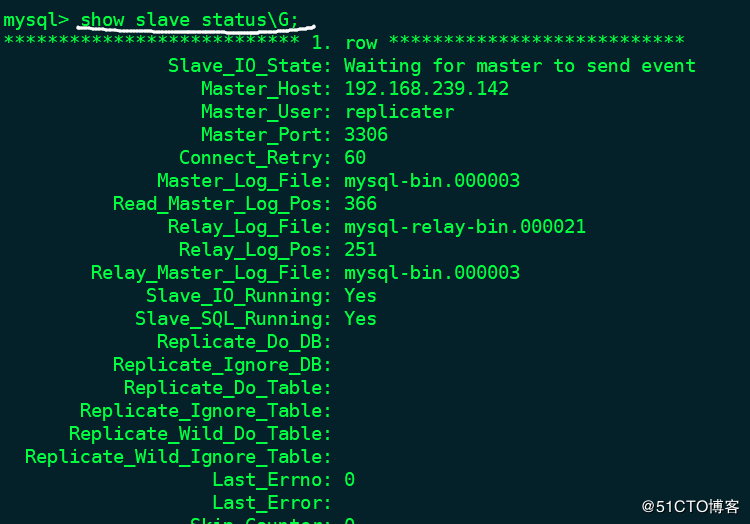 mysql> show slave status\G;
*************************** 1. row ***************************
Slave_IO_State: Waiting for master to send event
Master_Host: 192.168.239.142
Master_User: replicater
Master_Port: 3306
Connect_Retry: 60
Master_Log_File: mysql-bin.000003
Read_Master_Log_Pos: 366
Relay_Log_File: mysql-relay-bin.000021
Relay_Log_Pos: 251
Relay_Master_Log_File: mysql-bin.000003
Slave_IO_Running: Yes
Slave_SQL_Running: Yes
Replicate_Do_DB:
Replicate_Ignore_DB:
Replicate_Do_Table:
Replicate_Ignore_Table:
Replicate_Wild_Do_Table:
Replicate_Wild_Ignore_Table:
Last_Errno: 0
Last_Error:
Skip_Counter: 0
@51CTO博客